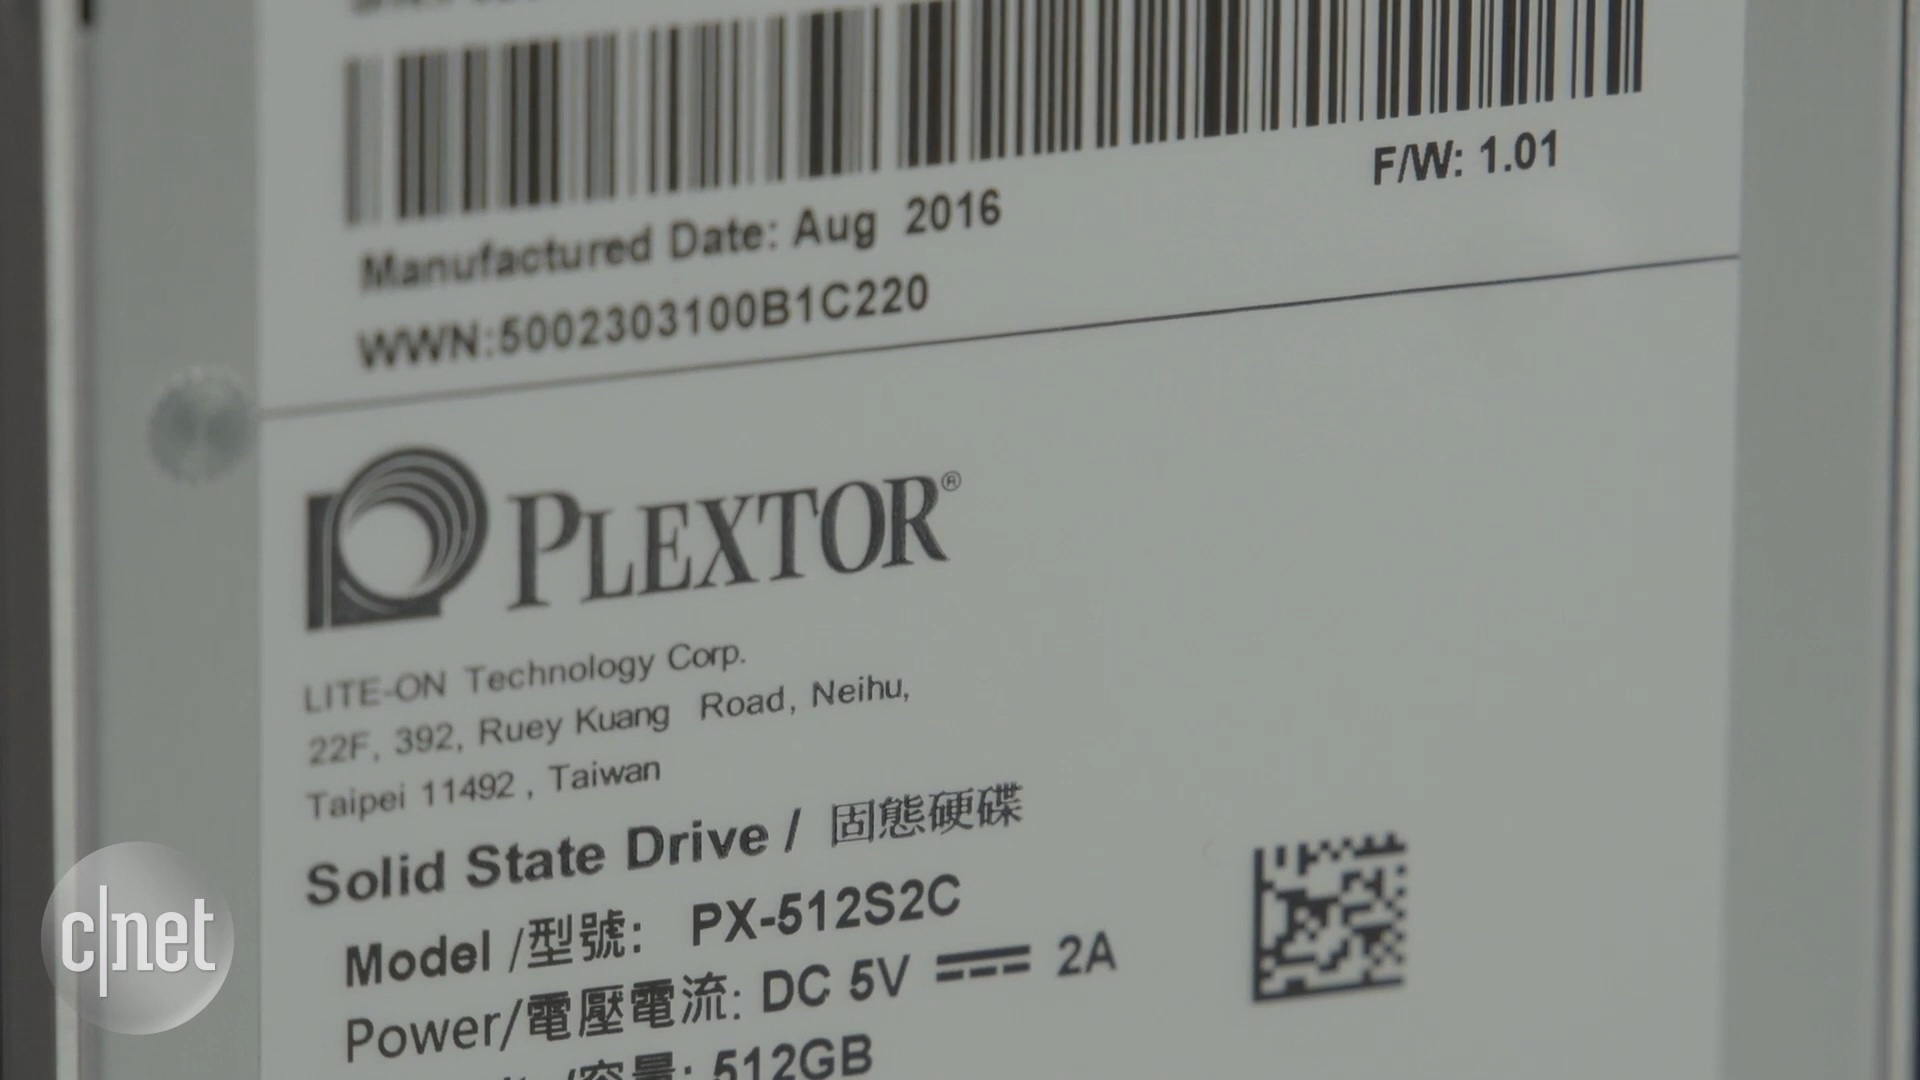 F/W: 1.01
Manufactured Date: Aug 2016
WWN:5002303100B1C220
PLEXTOR®
LITE-ON Technology Corp.
22F, 392, Ruey Kuang Road, Neihu,
Taipei 11492 , Taiwan
Solid State Drive / 固態硬碟
Model /型號: PX-512S2C
Power/電壓電流: DC 5V 2A
/容量: 512GB
c|net